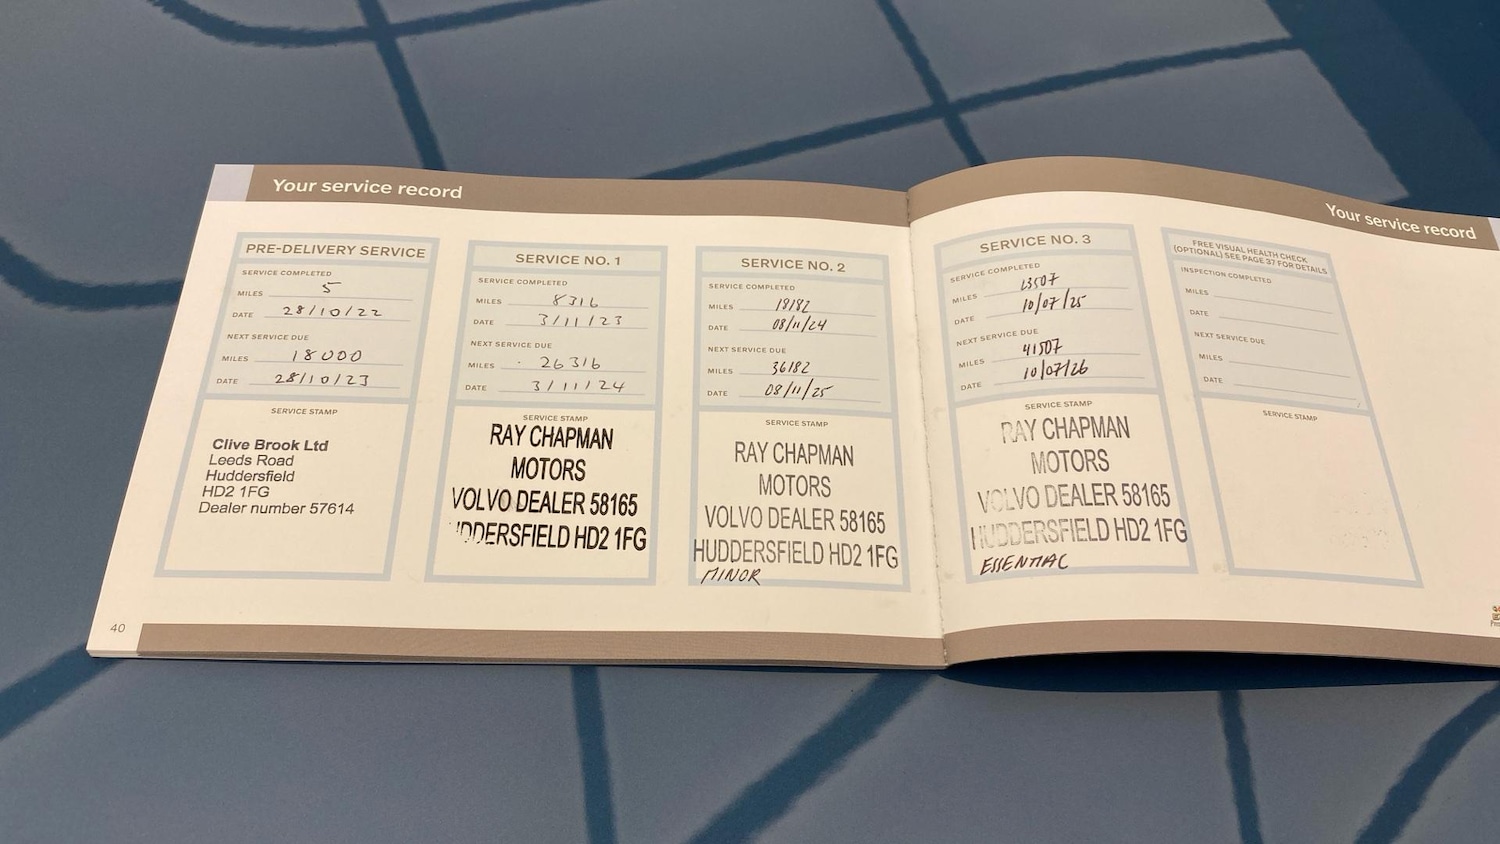 Your service record
PRE-DELIVERY SERVICE
SERVICE COMPLETED
MILES 5
DATE 28/10/22
NEXT SERVICE DUE
MILES 18000
DATE 28/10/23
SERVICE STAMP
Clive Brook Ltd
Leeds Road
Huddersfield
HD2 1FG
Dealer number 57614
SERVICE NO. 1
SERVICE COMPLETED
MILES 8316
DATE 3/11/23
NEXT SERVICE DUE
MILES 26316
DATE 3/11/24
SERVICE STAMP
RAY CHAPMAN
MOTORS
VOLVO DEALER 58165
HUDDERSFIELD HD2 1FG
SERVICE NO. 2
SERVICE COMPLETED
MILES 18182
DATE 08/11/24
NEXT SERVICE DUE
MILES 36182
DATE 08/11/25
SERVICE STAMP
RAY CHAPMAN
MOTORS
VOLVO DEALER 58165
HUDDERSFIELD HD2 1FG
MINOR
40
Your service record
SERVICE NO. 3
SERVICE COMPLETED
MILES 23507
DATE 10/07/25
NEXT SERVICE DUE
MILES 41507
DATE 10/07/26
SERVICE STAMP
RAY CHAPMAN
MOTORS
VOLVO DEALER 58165
HUDDERSFIELD HD2 1FG
ESSENTIAL
FREE VISUAL HEALTH CHECK
(OPTIONAL) SEE PAGE 37 FOR DETAILS
INSPECTION COMPLETED
MILES
DATE
NEXT SERVICE DUE
MILES
DATE
SERVICE STAMP